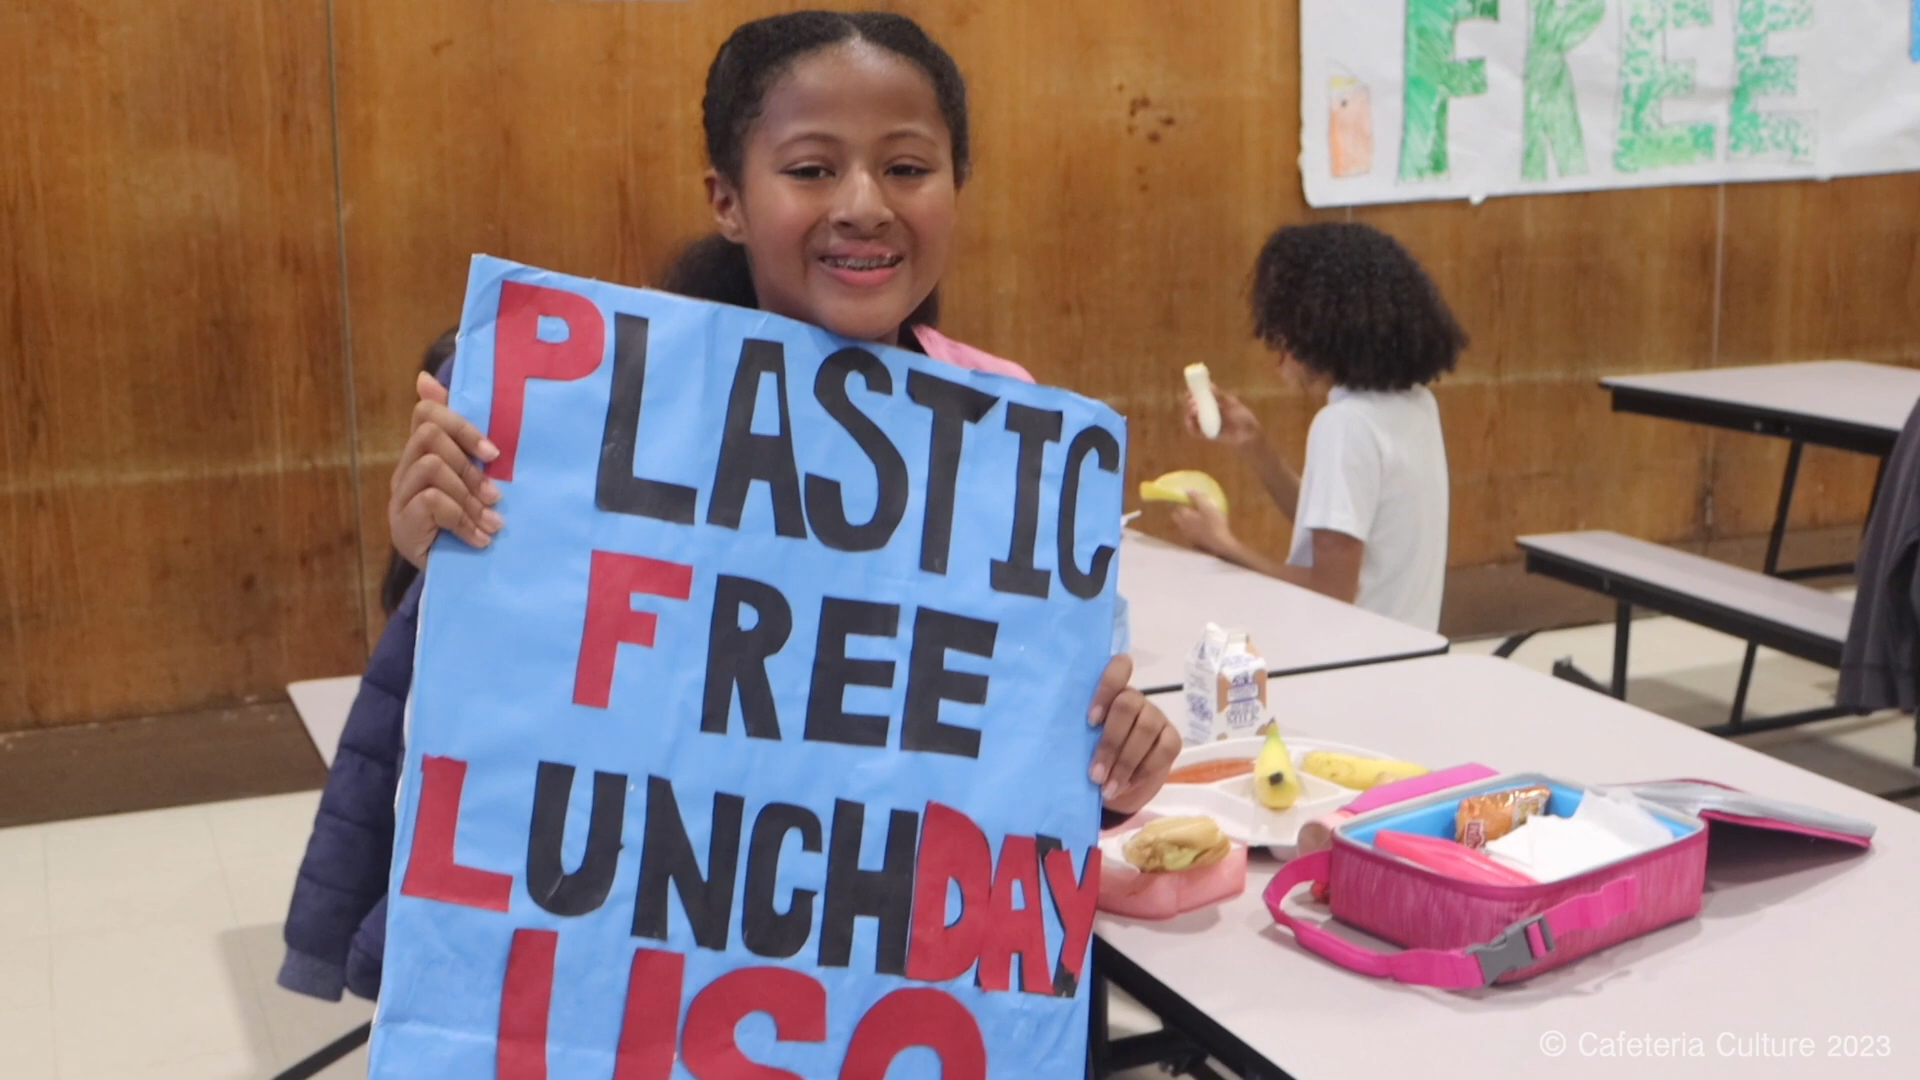 FREE
PLASTIC
FREE
LUNCHDAY
© Cafeteria Culture 2023